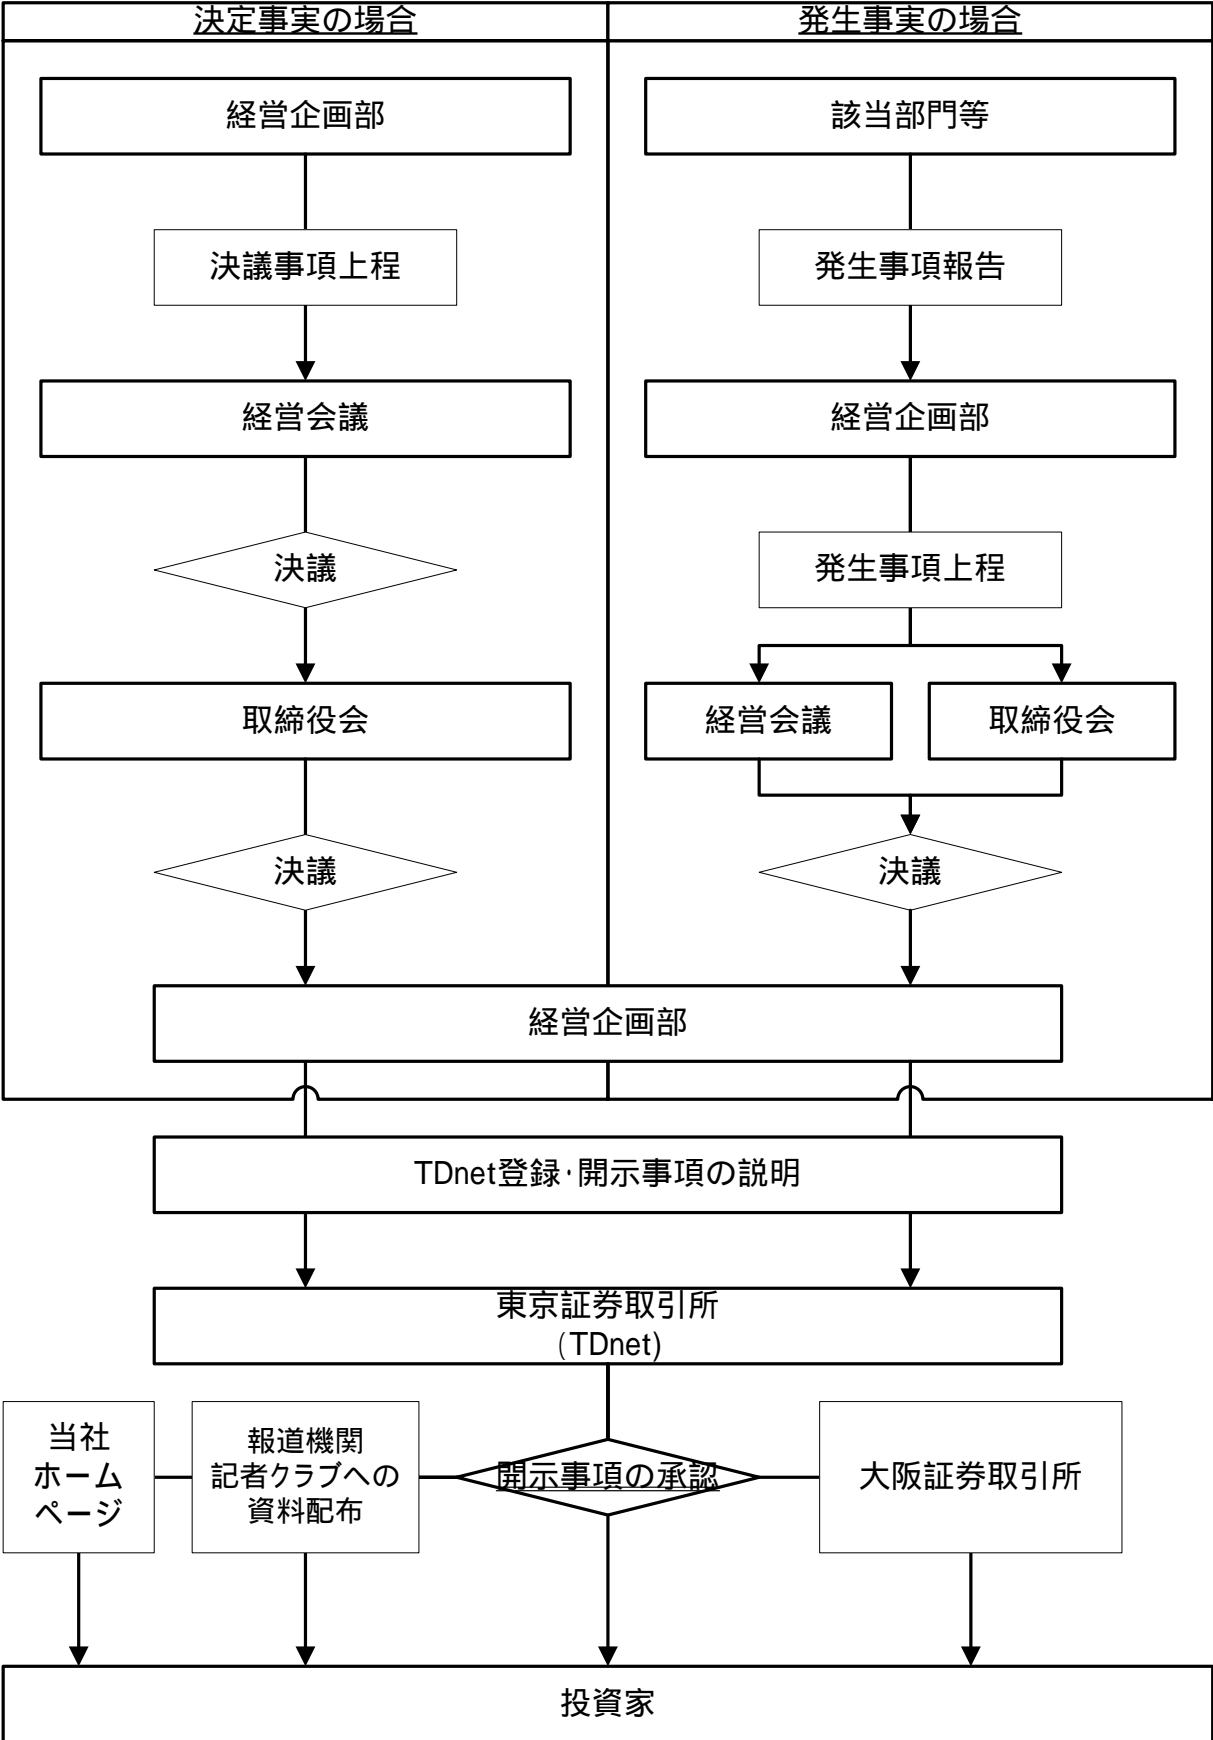 決定事実の場合
発生事実の場合
経営企画部
決議事項上程
経営会議
決議
取締役会
決議
該当部門等
発生事項報告
経営企画部
発生事項上程
経営会議
取締役会
決議
経営企画部
TDnet登録･開示事項の説明
東京証券取引所
(TDnet)
当社
ホーム
ページ
報道機関
記者クラブへの
資料配布
開示事項の承認
大阪証券取引所
投資家